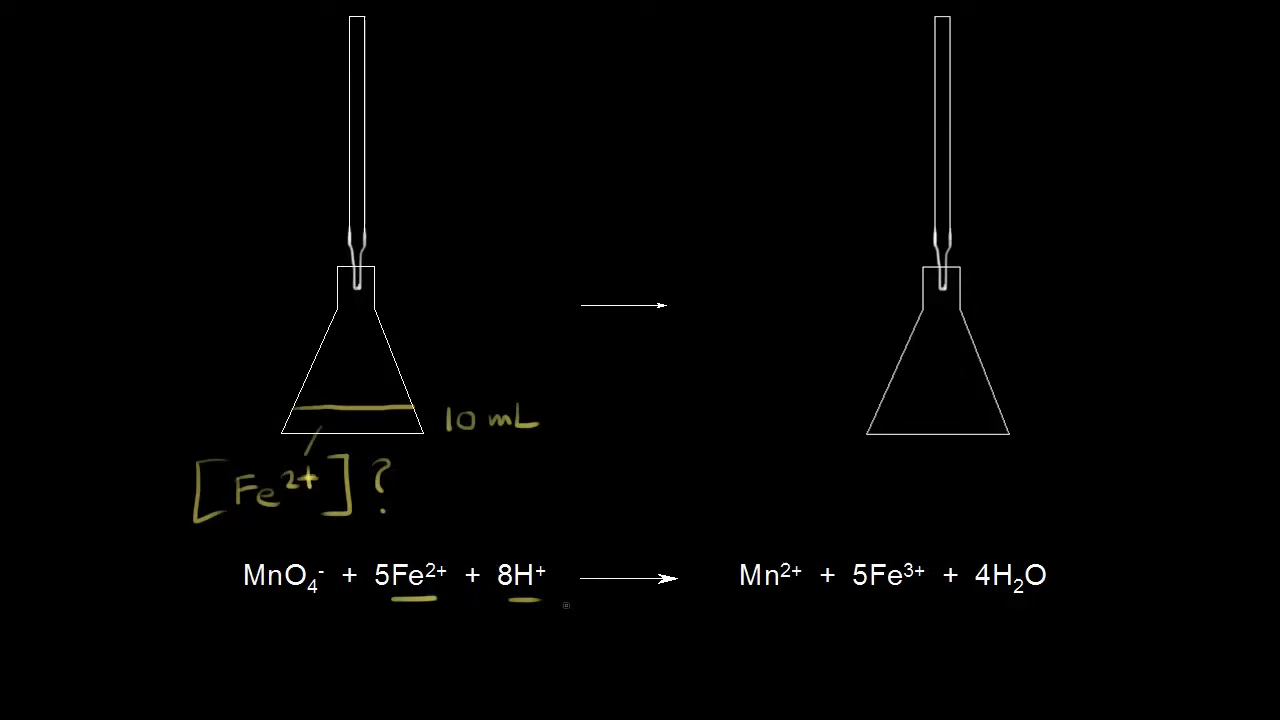 10 mL
[Fe²⁺]?
MnO₄⁻ + 5Fe²⁺ + 8H⁺ ⟶ Mn²⁺ + 5Fe³⁺ + 4H₂O